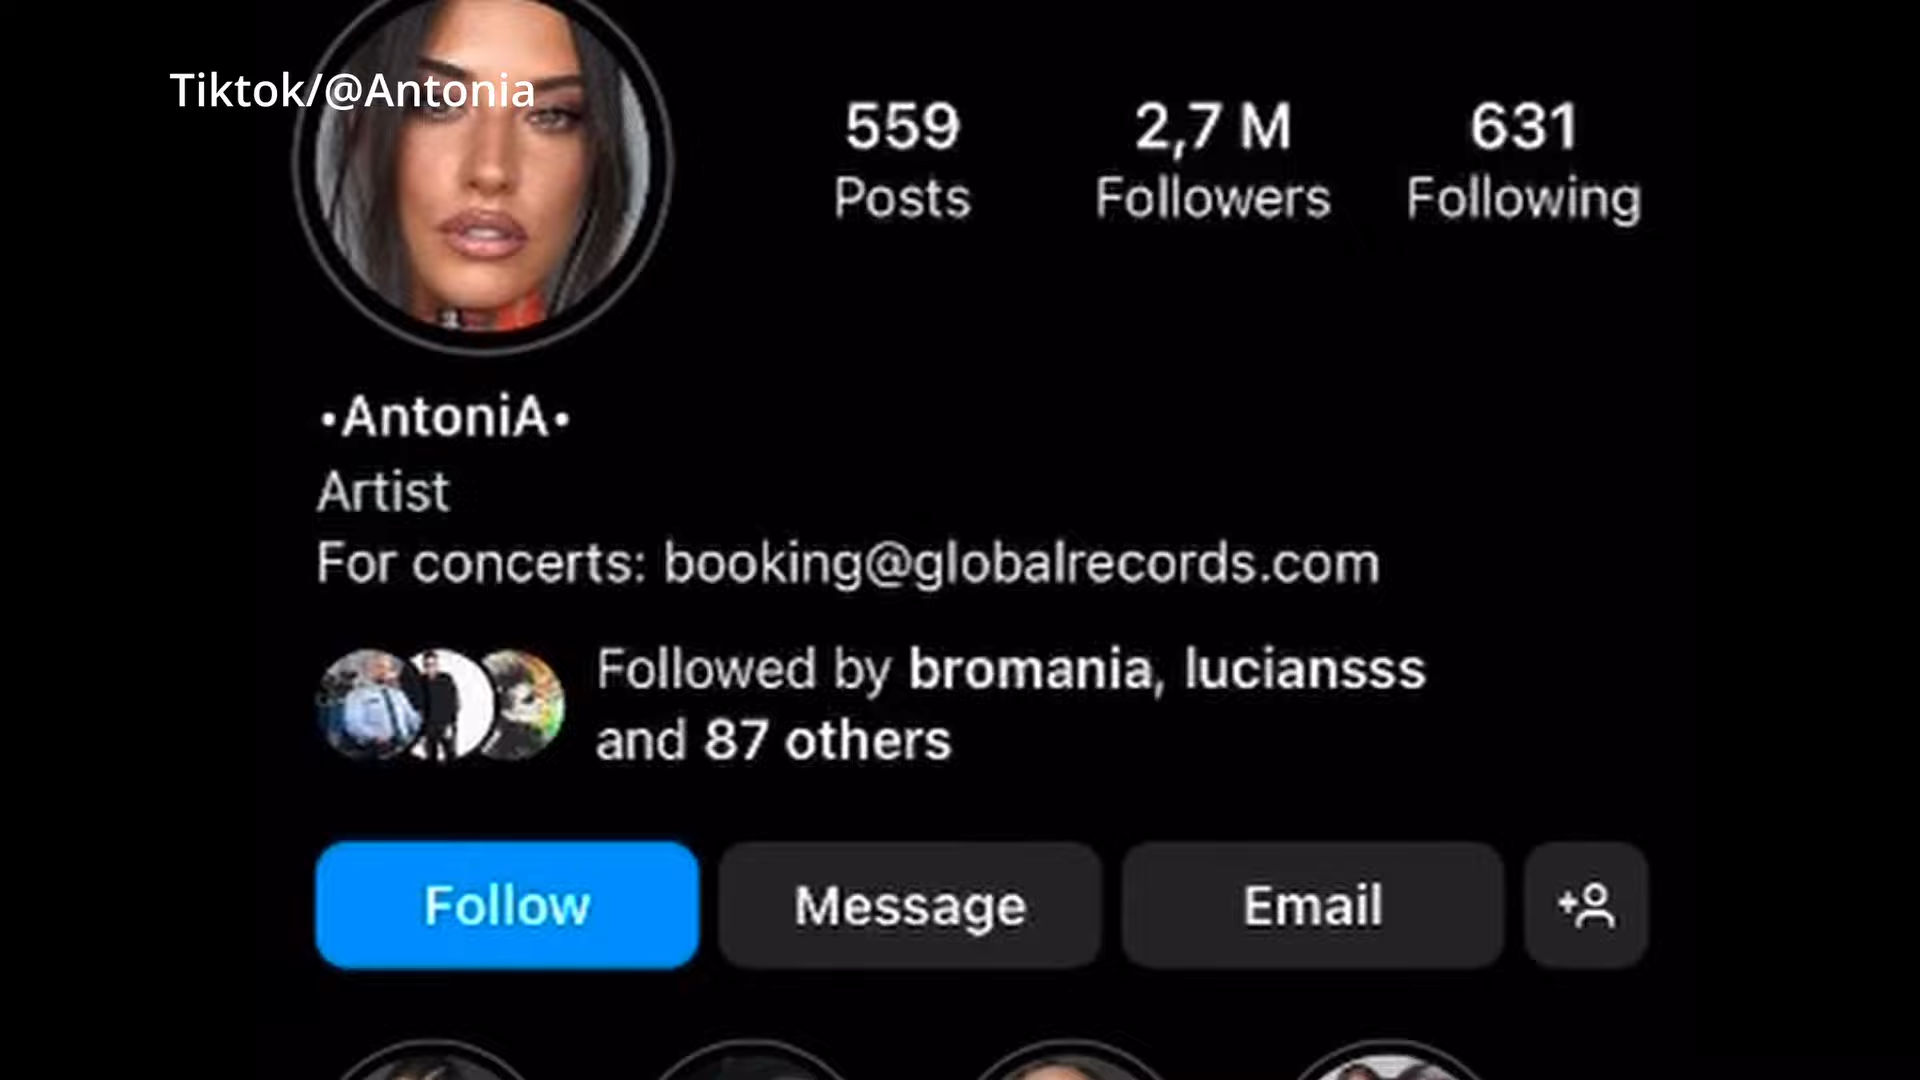 Tiktok/@Antonia
559
Posts
2,7 M
Followers
631
Following
•AntoniA•
Artist
For concerts: booking@globalrecords.com
Followed by bromania, luciansss
and 87 others
Follow
Message
Email